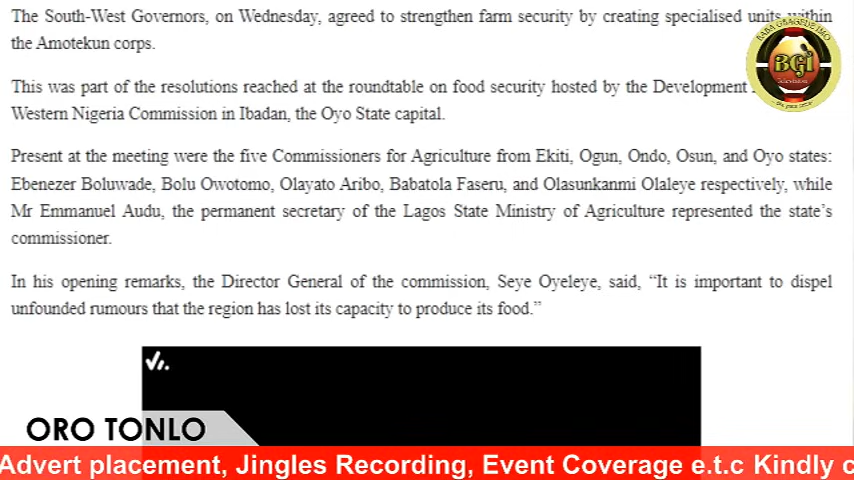 The South-West Governors, on Wednesday, agreed to strengthen farm security by creating specialised units within
the Amotekun corps.
This was part of the resolutions reached at the roundtable on food security hosted by the Development
Western Nigeria Commission in Ibadan, the Oyo State capital.
Present at the meeting were the five Commissioners for Agriculture from Ekiti, Ogun, Ondo, Osun, and Oyo states:
Ebenezer Boluwade, Bolu Owotomo, Olayato Aribo, Babatola Faseru, and Olasunkanmi Olaleye respectively, while
Mr Emmanuel Audu, the permanent secretary of the Lagos State Ministry of Agriculture represented the state’s
commissioner.
In his opening remarks, the Director General of the commission, Seye Oyeleye, said, “It is important to dispel
unfounded rumours that the region has lost its capacity to produce its food.”
BABA GBAGEDE IMO
BGI
ORO TONLO
Advert placement, Jingles Recording, Event Coverage e.t.c Kindly c